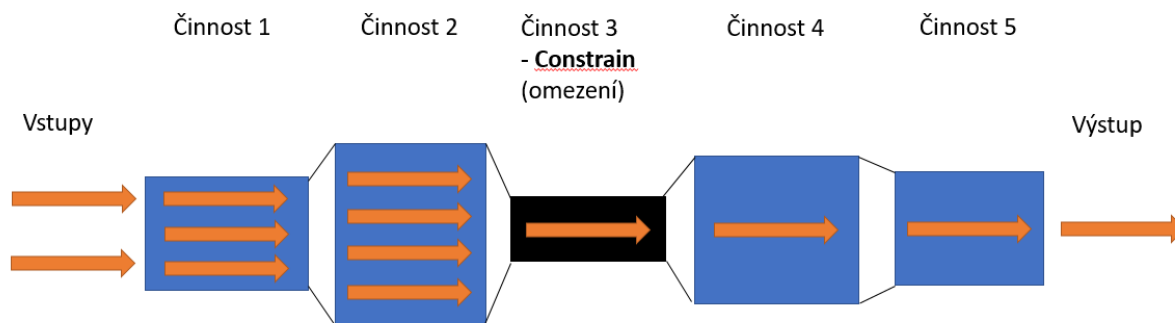 Činnost 1
Činnost 2
Činnost 3
- Constrain
(omezení)
Činnost 4
Činnost 5
Vstupy
Výstup